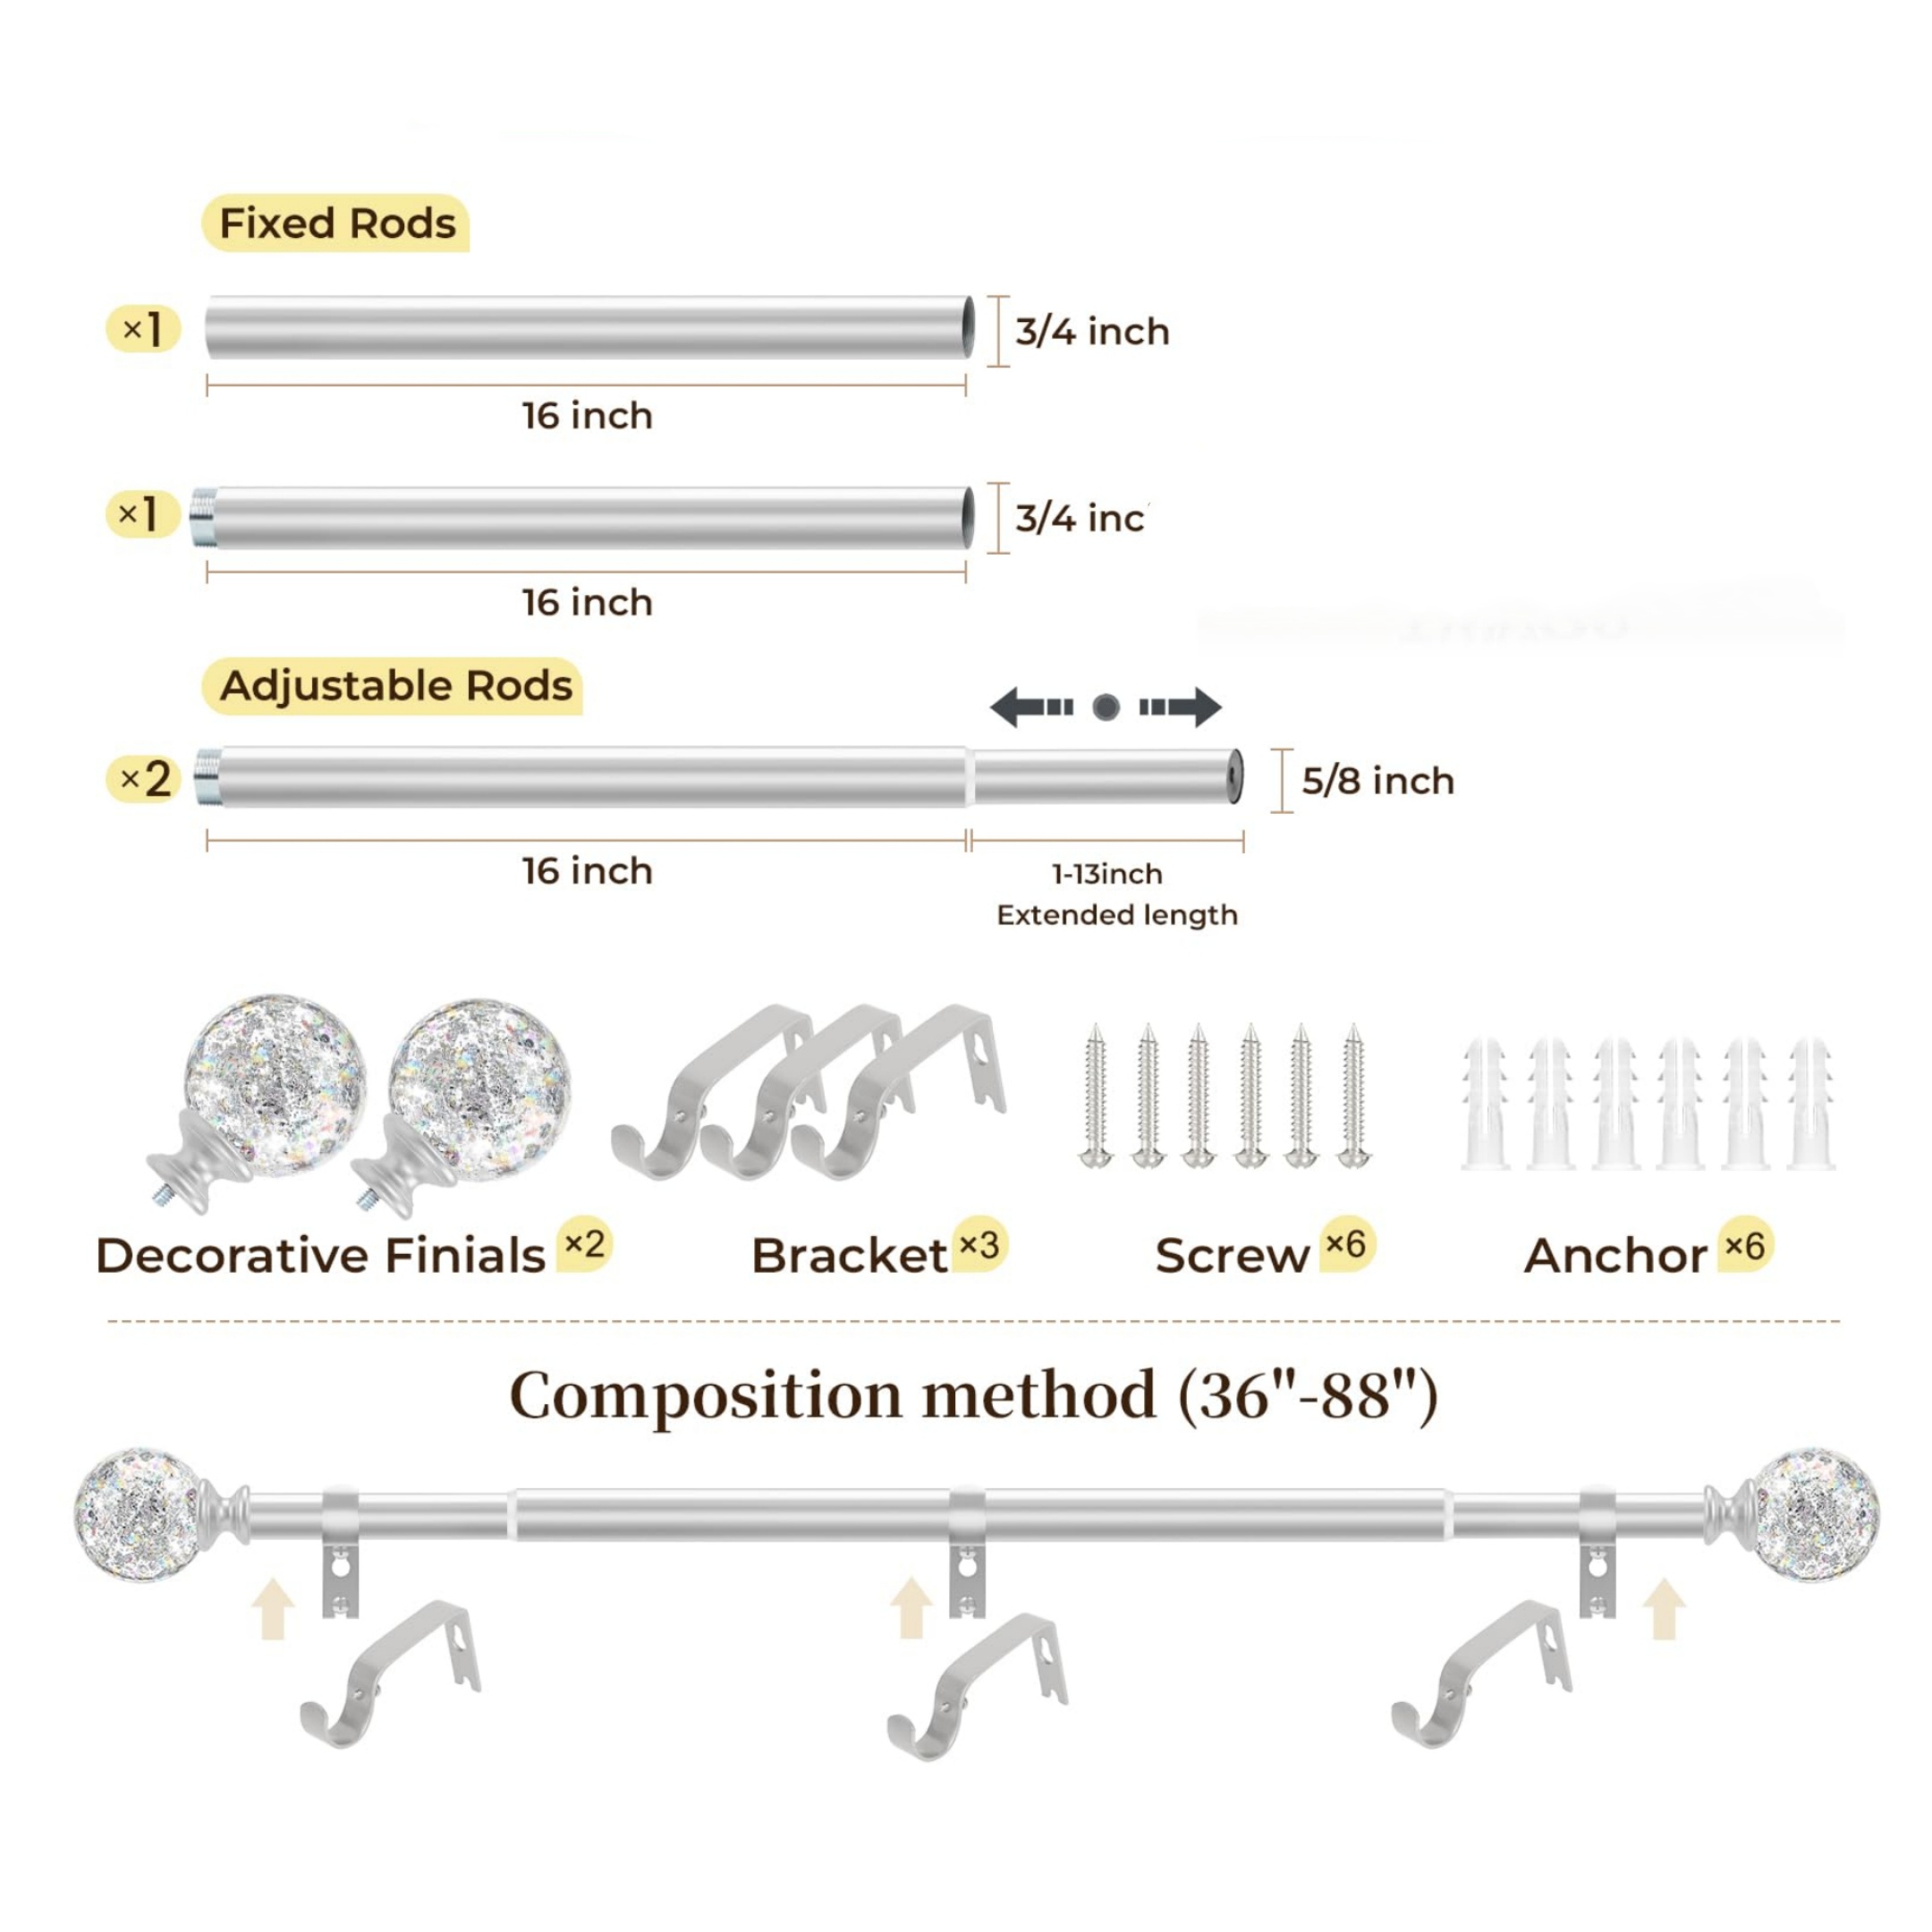 Fixed Rods
×1
3/4 inch
16 inch
×1
3/4 inc
16 inch
Adjustable Rods
×2
5/8 inch
16 inch
1-13inch
Extended length
Decorative Finials ×2
Bracket ×3
Screw ×6
Anchor ×6
Composition method (36"-88")